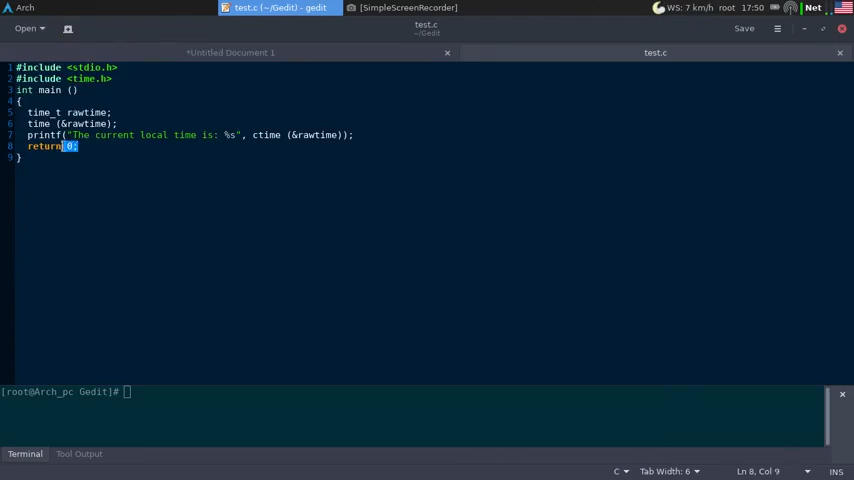 Arch test.c (~/Gedit) - gedit [SimpleScreenRecorder] WS: 7 km/h root 17:50 Net
Open test.c Save
~/Gedit
*Untitled Document 1 test.c
1 #include <stdio.h>
2 #include <time.h>
3 int main ()
4 {
5 time_t rawtime;
6 time (&rawtime);
7 printf("The current local time is: %s", ctime (&rawtime));
8 return 0;
9 }
[root@Arch_pc Gedit]#
Terminal Tool Output
C Tab Width: 6 Ln 8, Col 9 INS